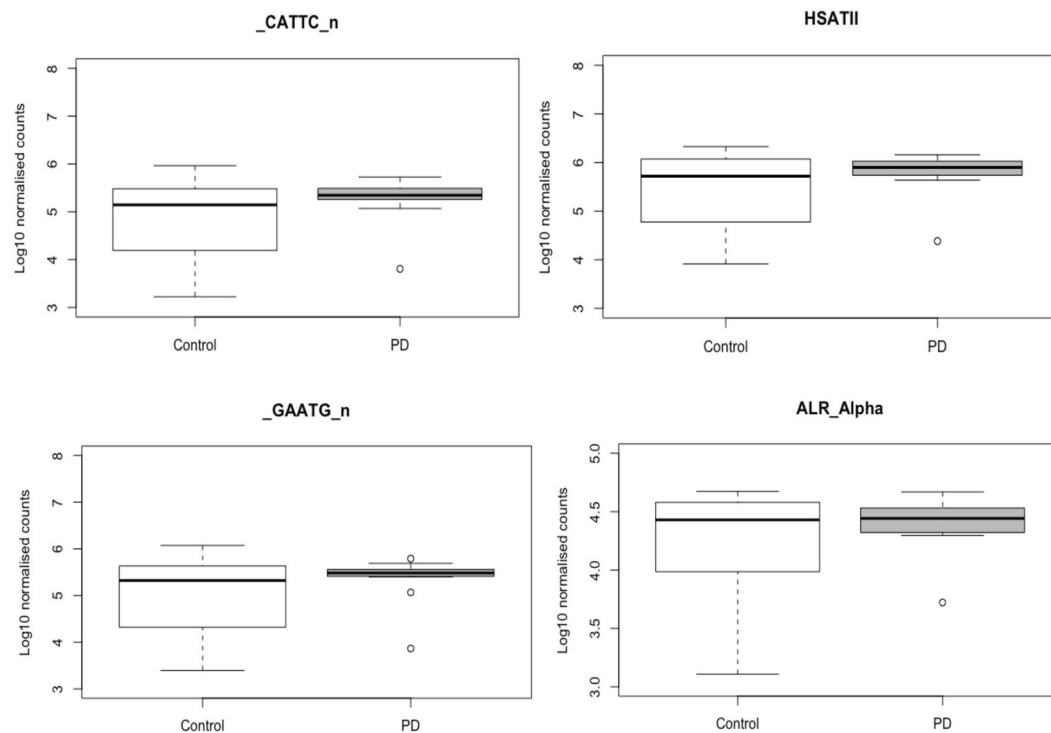 _CATTC_n
Log10 normalised counts
8
7
6
5
4
3
Control
PD
HSATII
Log10 normalised counts
8
7
6
5
4
3
Control
PD
_GAATG_n
Log10 normalised counts
8
7
6
5
4
3
Control
PD
ALR_Alpha
Log10 normalised counts
5.0
4.5
4.0
3.5
3.0
Control
PD